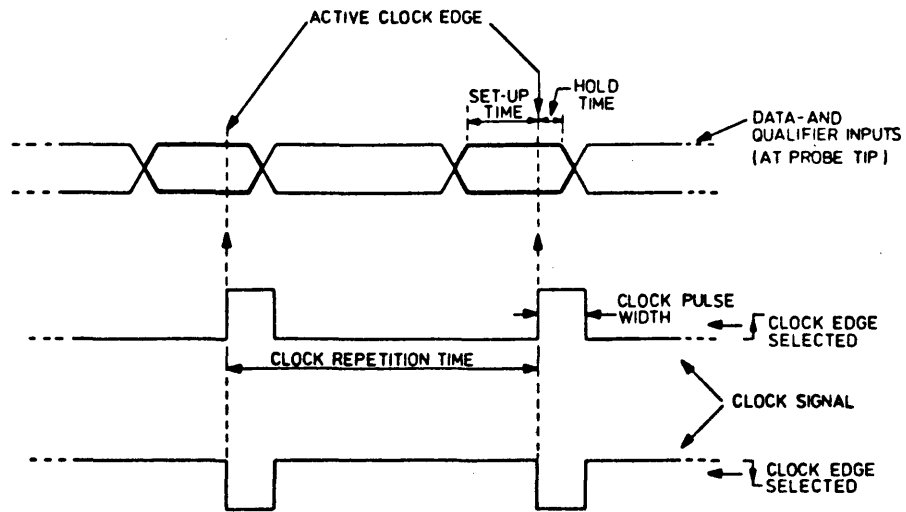 ACTIVE CLOCK EDGE
SET-UP
TIME
HOLD
TIME
DATA-AND
QUALIFIER INPUTS
(AT PROBE TIP)
CLOCK PULSE
WIDTH
CLOCK EDGE
SELECTED
CLOCK REPETITION TIME
CLOCK SIGNAL
CLOCK EDGE
SELECTED